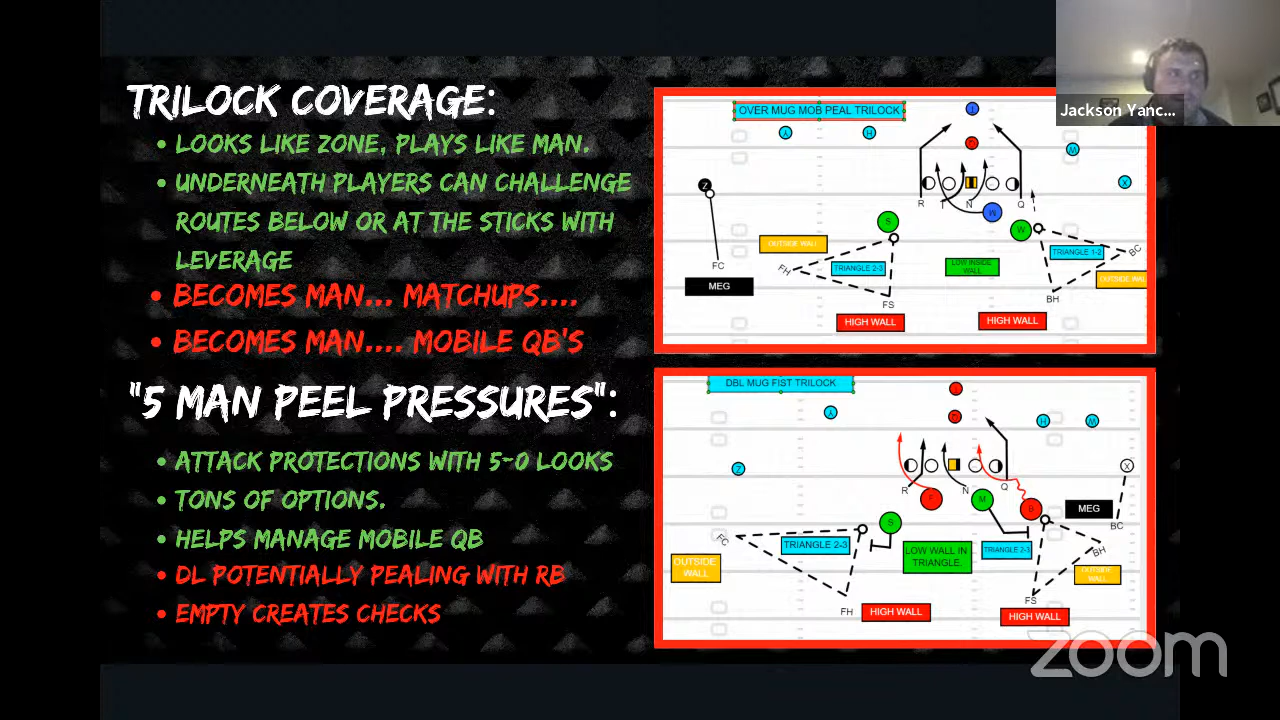 TRILOCK COVERAGE:
• LOOKS LIKE ZONE, PLAYS LIKE MAN.
• UNDERNEATH PLAYERS CAN CHALLENGE
ROUTES BELOW OR AT THE STICKS WITH
LEVERAGE
• BECOMES MAN... MATCHUPS....
• BECOMES MAN.... MOBILE QB'S
"5 MAN PEEL PRESSURES":
• ATTACK PROTECTIONS WITH 5-0 LOOKS
• TONS OF OPTIONS.
• HELPS MANAGE MOBILE QB
• DL POTENTIALLY PEALING WITH RB
• EMPTY CREATES CHECKS
Jackson Yanc...
OVER MUG MOB PEAL TRILOCK
Y
H
W
Z
X
R
T
N
Q
M
S
W
OUTSIDE WALL
TRIANGLE 2-3
LOW INSIDE
WALL
TRIANGLE 1-2
BC
OUTSIDE WALL
FC
FH
MEG
FS
BH
HIGH WALL
HIGH WALL
DBL MUG FIST TRILOCK
Y
H
W
Z
X
R
N
Q
F
M
B
S
MEG
BC
FC
TRIANGLE 2-3
LOW WALL IN
TRIANGLE.
TRIANGLE 2-3
BH
OUTSIDE
WALL
OUTSIDE
WALL
FH
HIGH WALL
FS
HIGH WALL
zoom